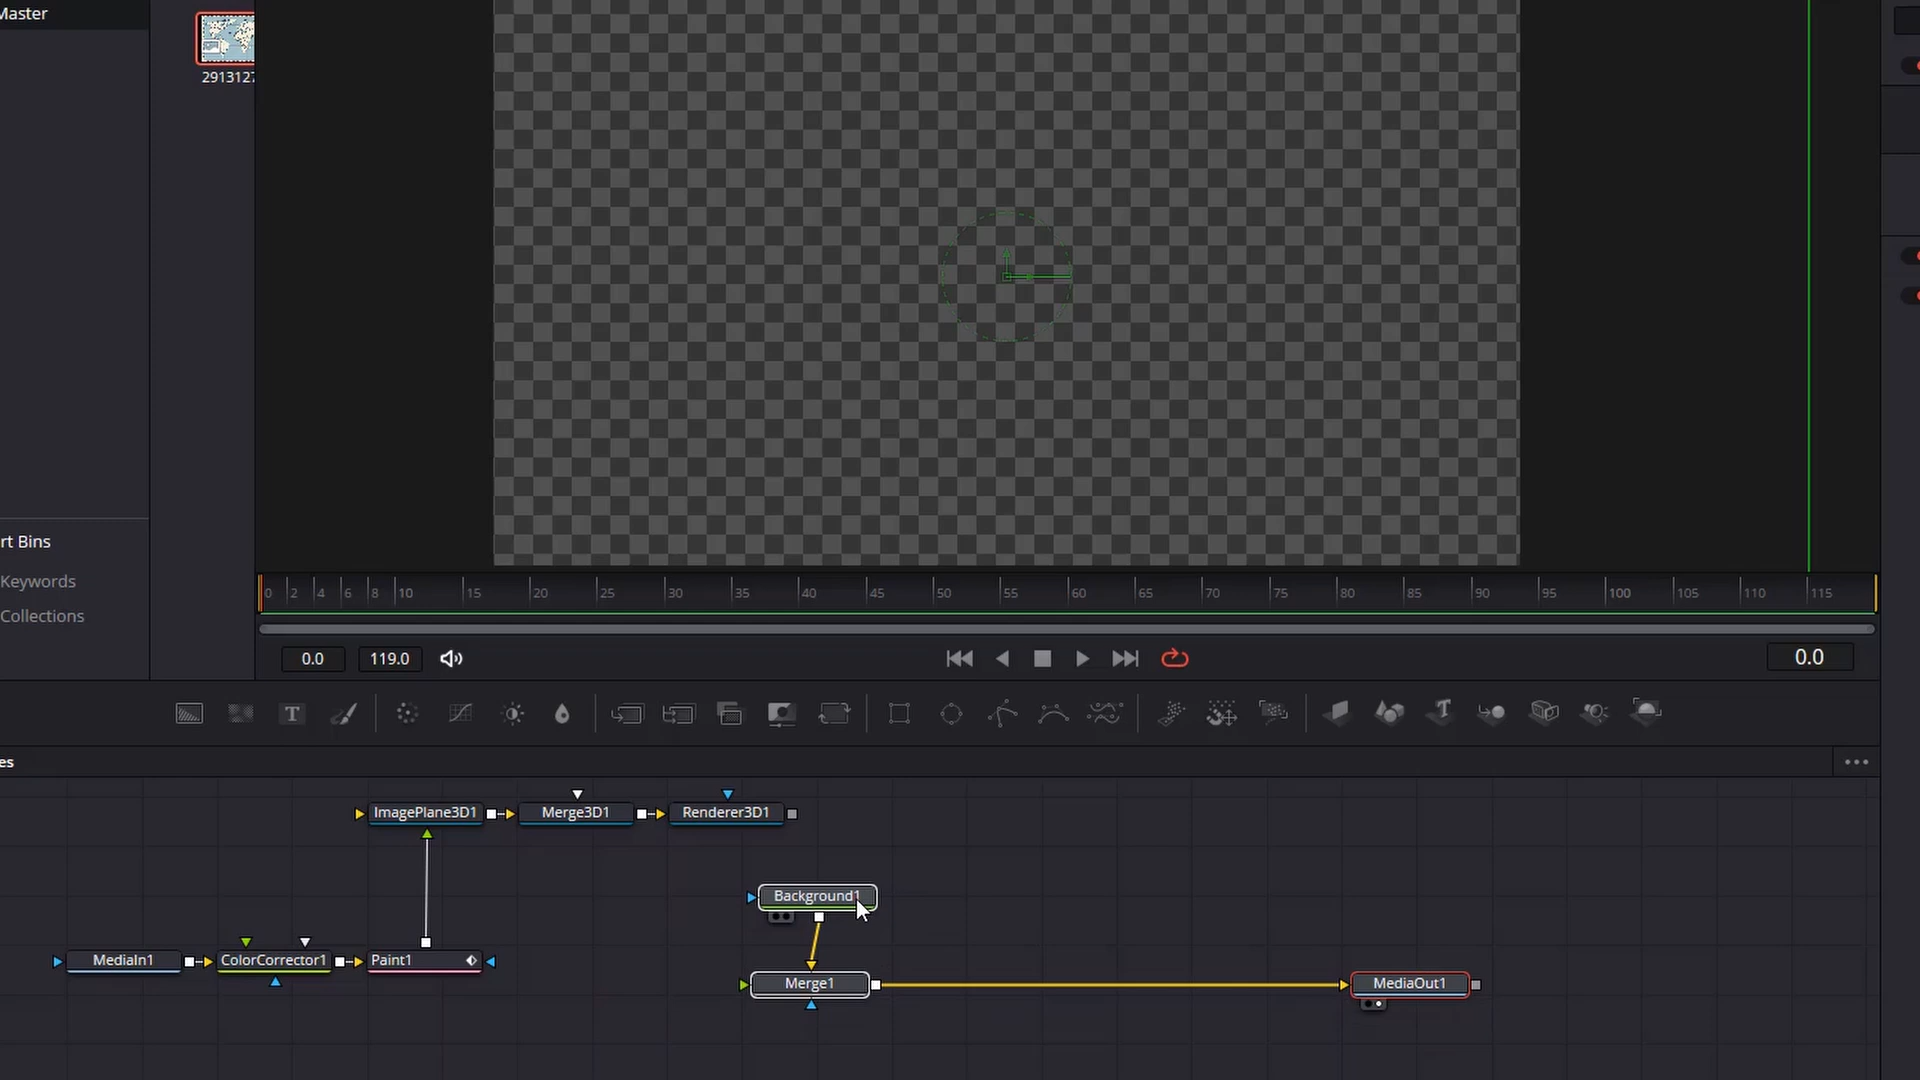 Master
2913127
rt Bins
Keywords
Collections
0 2 4 6 8 10 15 20 25 30 35 40 45 50 55 60 65 70 75 80 85 90 95 100 105 110 115
0.0 119.0 0.0
T
es
ImagePlane3D1 Merge3D1 Renderer3D1
Background1
MediaIn1 ColorCorrector1 Paint1
Merge1 MediaOut1